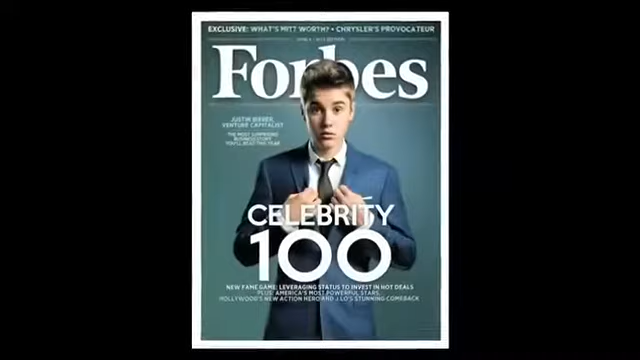 EXCLUSIVE: WHAT'S MITT WORTH? • CHRYSLER'S PROVOCATEUR
Forbes
JUSTIN BIEBER,
VENTURE CAPITALIST
THE MOST SURPRISING
BUSINESS STORY
YOU'LL READ THIS YEAR
CELEBRITY
100
NEW FAME GAME: LEVERAGING STATUS TO INVEST IN HOT DEALS
PLUS: AMERICA'S MOST POWERFUL STARS,
HOLLYWOOD'S NEW ACTION HERO AND J.LO'S STUNNING COMEBACK